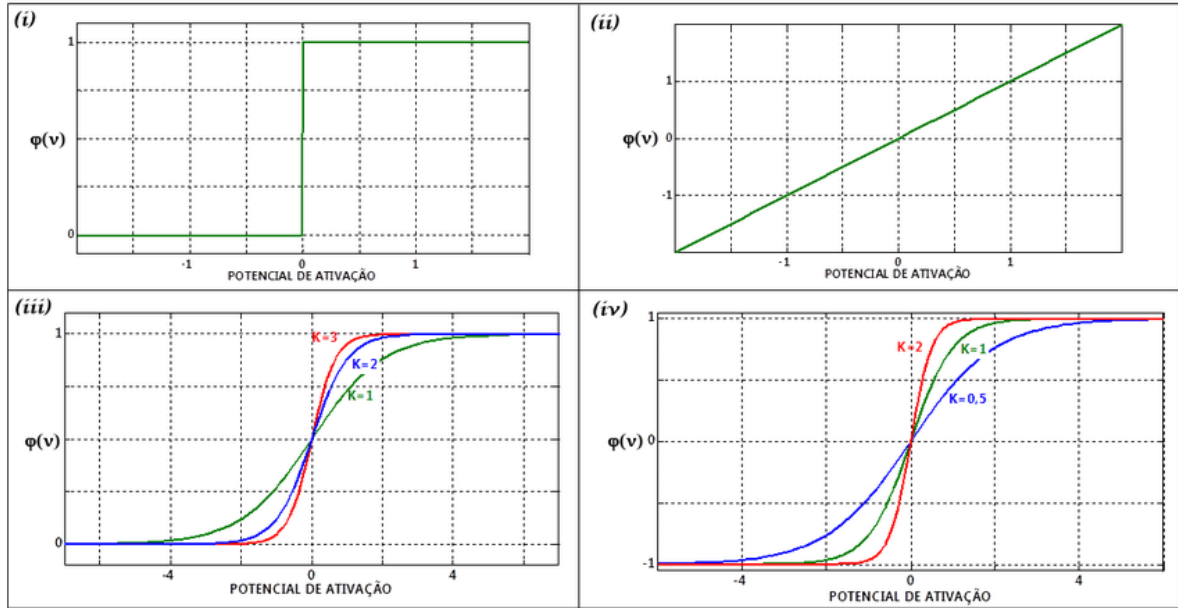 (i)
1
φ(ν)
0
-1 0 1
POTENCIAL DE ATIVAÇÃO
(ii)
1
φ(ν) 0
-1
-1 0 1
POTENCIAL DE ATIVAÇÃO
(iii)
1
K=3
K=2
K=1
φ(ν)
0
-4 0 4
POTENCIAL DE ATIVAÇÃO
(iv)
1
K=2 K=1
K=0,5
φ(ν) 0
-1
-4 0 4
POTENCIAL DE ATIVAÇÃO